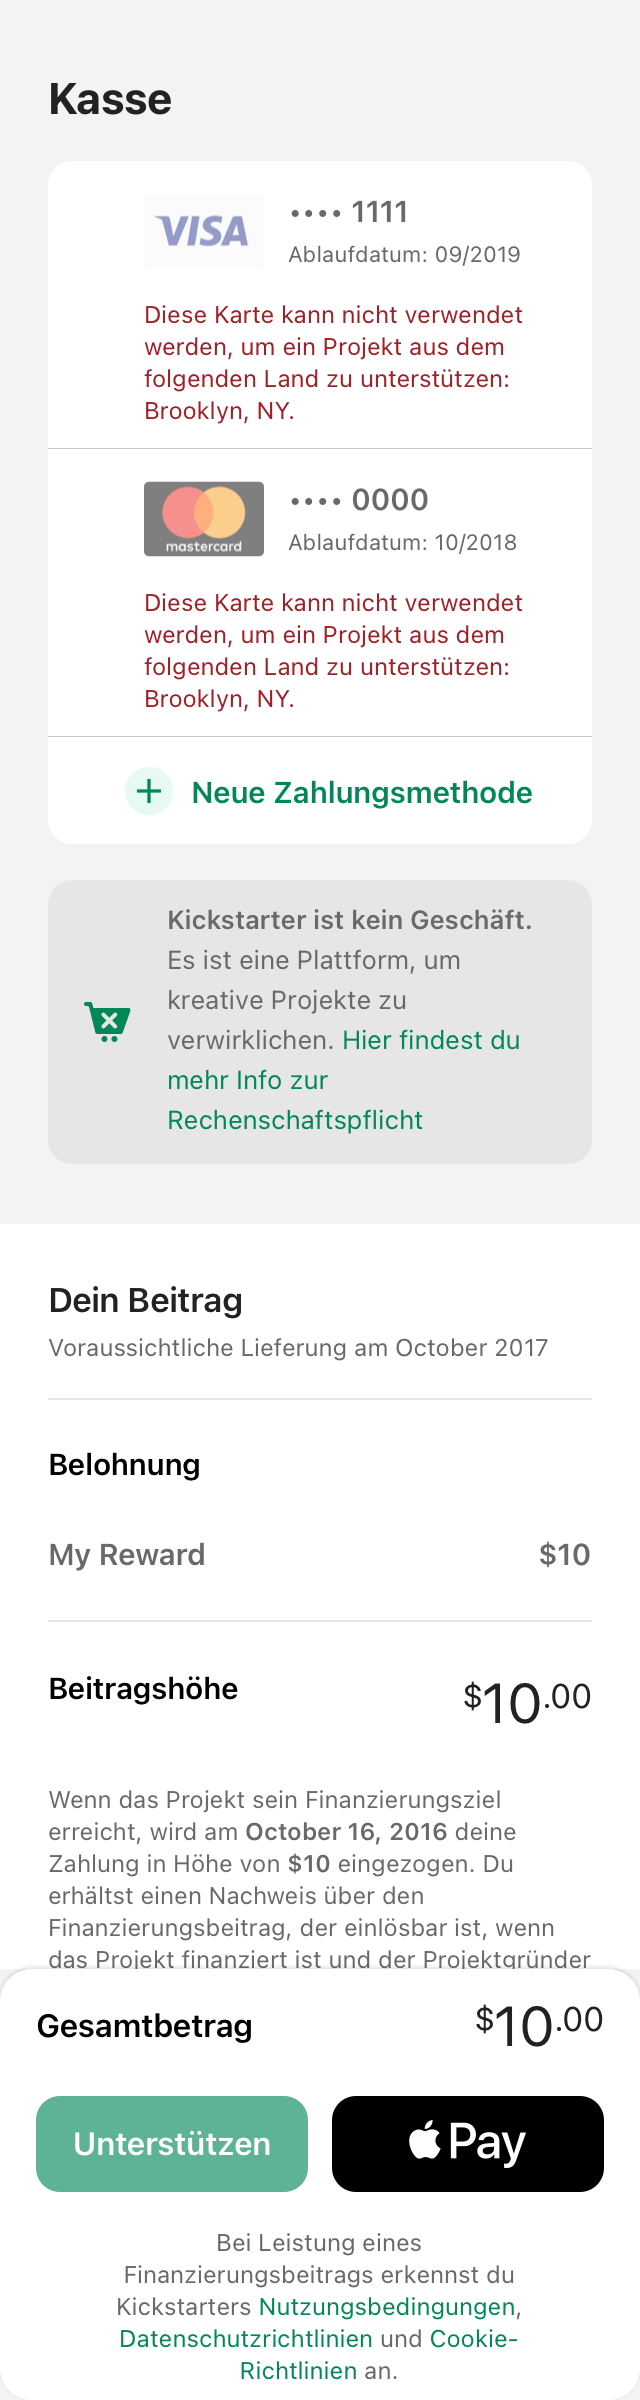 Kasse
VISA
•••• 1111
Ablaufdatum: 09/2019
Diese Karte kann nicht verwendet
werden, um ein Projekt aus dem
folgenden Land zu unterstützen:
Brooklyn, NY.
mastercard
•••• 0000
Ablaufdatum: 10/2018
Diese Karte kann nicht verwendet
werden, um ein Projekt aus dem
folgenden Land zu unterstützen:
Brooklyn, NY.
Neue Zahlungsmethode
Kickstarter ist kein Geschäft.
Es ist eine Plattform, um
kreative Projekte zu
verwirklichen. Hier findest du
mehr Info zur
Rechenschaftspflicht
Dein Beitrag
Voraussichtliche Lieferung am October 2017
Belohnung
My Reward $10
Beitragshöhe $10.00
Wenn das Projekt sein Finanzierungsziel
erreicht, wird am October 16, 2016 deine
Zahlung in Höhe von $10 eingezogen. Du
erhältst einen Nachweis über den
Finanzierungsbeitrag, der einlösbar ist, wenn
das Projekt finanziert ist und der Projektgründer
Gesamtbetrag $10.00
Unterstützen
Pay
Bei Leistung eines
Finanzierungsbeitrags erkennst du
Kickstarters Nutzungsbedingungen,
Datenschutzrichtlinien und Cookie-
Richtlinien an.